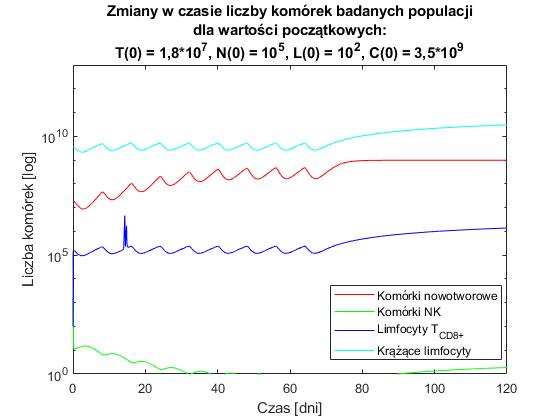 Zmiany w czasie liczby komórek badanych populacji
dla wartości początkowych:
T(0) = 1,8*10^7, N(0) = 10^5, L(0) = 10^2, C(0) = 3,5*10^9
10^10
10^5
10^0
Liczba komórek [log]
Komórki nowotworowe
Komórki NK
Limfocyty T_CD8+
Krążące limfocyty
0 20 40 60 80 100 120
Czas [dni]